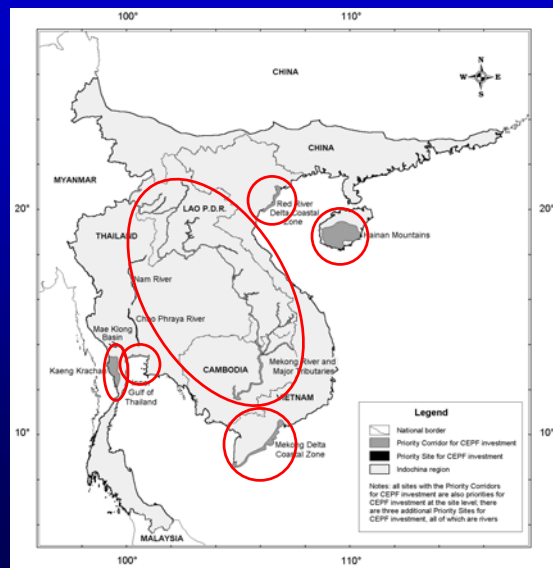 100°
110°
CHINA
N
W E
S
CHINA
MYANMAR
20°
LAO P.D.R.
Red River
Delta Coastal
Zone
20°
THAILAND
Hainan Mountains
Nam River
Chao Phraya River
Mae Klong
Basin
Kaeng Krachan
CAMBODIA
Mekong River and
Major Tributaries
Gulf of
Thailand
VIETNAM
10°
Mekong Delta
Coastal Zone
10°
Legend
National border
Priority Corridor for CEPF investment
Priority Site for CEPF investment
Indochina region
Notes: all sites with the Priority Corridors
for CEPF investment are also priorities for
CEPF investment at the site level; there
are three additional Priority Sites for
CEPF investment, all of which are rivers
MALAYSIA
100°
110°